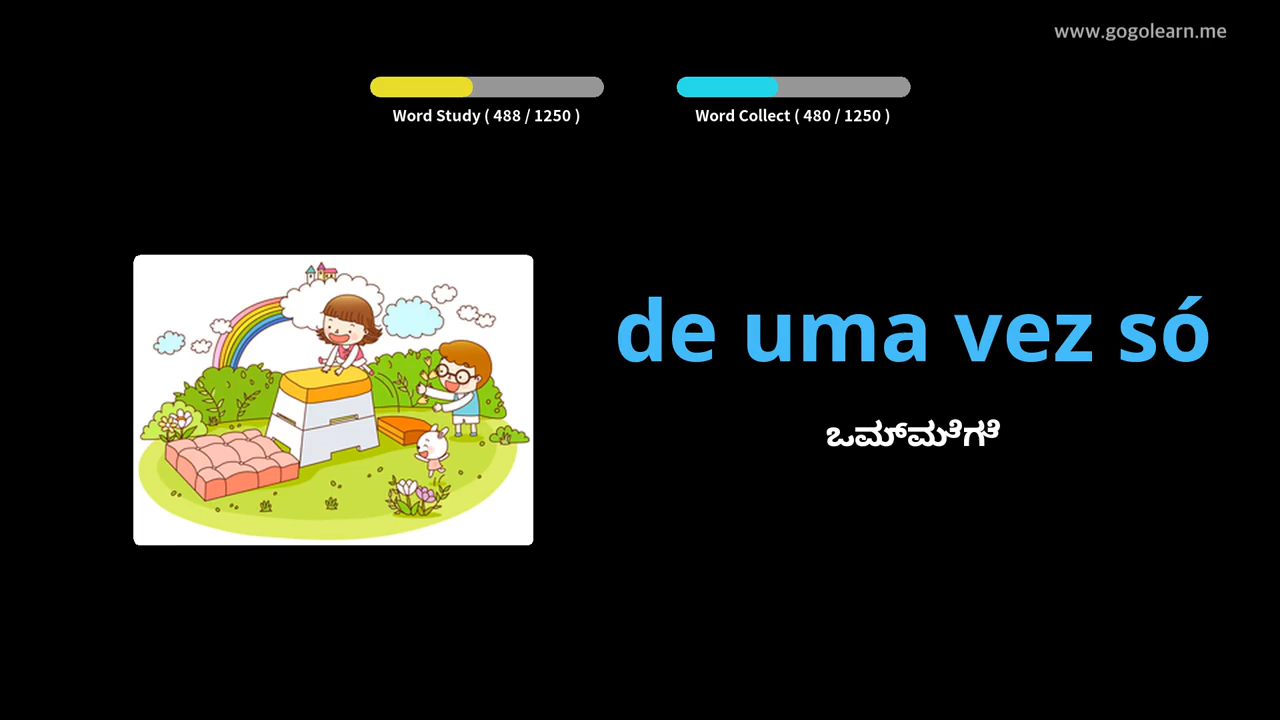 www.gogolearn.me
Word Study ( 488 / 1250 )
Word Collect ( 480 / 1250 )
de uma vez só
ಒಮ್ಮೆಗೆ